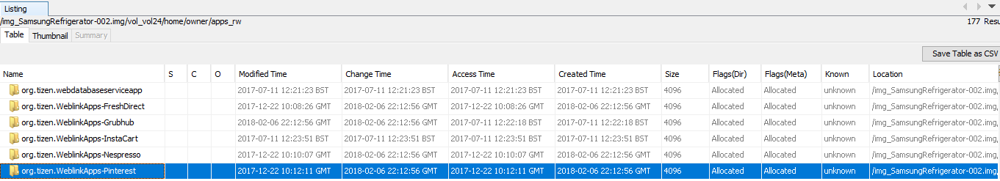 Listing
/img_SamsungRefrigerator-002.img/vol_vol24/home/owner/apps_rw 177 Resu
Table Thumbnail Summary
Save Table as CSV
Name S C O Modified Time Change Time Access Time Created Time Size Flags(Dir) Flags(Meta) Known Location
org.tizen.webdatabaseserviceapp 2017-07-11 12:21:23 BST 2017-07-11 12:21:23 BST 2017-07-11 12:21:23 BST 2017-07-11 12:21:23 BST 4096 Allocated Allocated unknown /img_SamsungRefrigerator-002.img,
org.tizen.WeblinkApps-FreshDirect 2017-12-22 10:08:26 GMT 2018-02-06 22:12:56 GMT 2017-12-22 10:08:26 GMT 2018-02-06 22:12:56 GMT 4096 Allocated Allocated unknown /img_SamsungRefrigerator-002.img,
org.tizen.WeblinkApps-Grubhub 2018-02-06 22:12:56 GMT 2018-02-06 22:12:56 GMT 2017-07-11 12:22:18 BST 2018-02-06 22:12:56 GMT 4096 Allocated Allocated unknown /img_SamsungRefrigerator-002.img,
org.tizen.WeblinkApps-InstaCart 2017-07-11 12:23:51 BST 2017-07-11 12:23:51 BST 2017-07-11 12:23:51 BST 2017-07-11 12:23:51 BST 4096 Allocated Allocated unknown /img_SamsungRefrigerator-002.img,
org.tizen.WeblinkApps-Nespresso 2017-12-22 10:10:07 GMT 2018-02-06 22:12:56 GMT 2017-12-22 10:10:07 GMT 2018-02-06 22:12:56 GMT 4096 Allocated Allocated unknown /img_SamsungRefrigerator-002.img,
org.tizen.WeblinkApps-Pinterest 2017-12-22 10:12:11 GMT 2018-02-06 22:12:56 GMT 2017-12-22 10:12:11 GMT 2018-02-06 22:12:56 GMT 4096 Allocated Allocated unknown /img_SamsungRefrigerator-002.img,